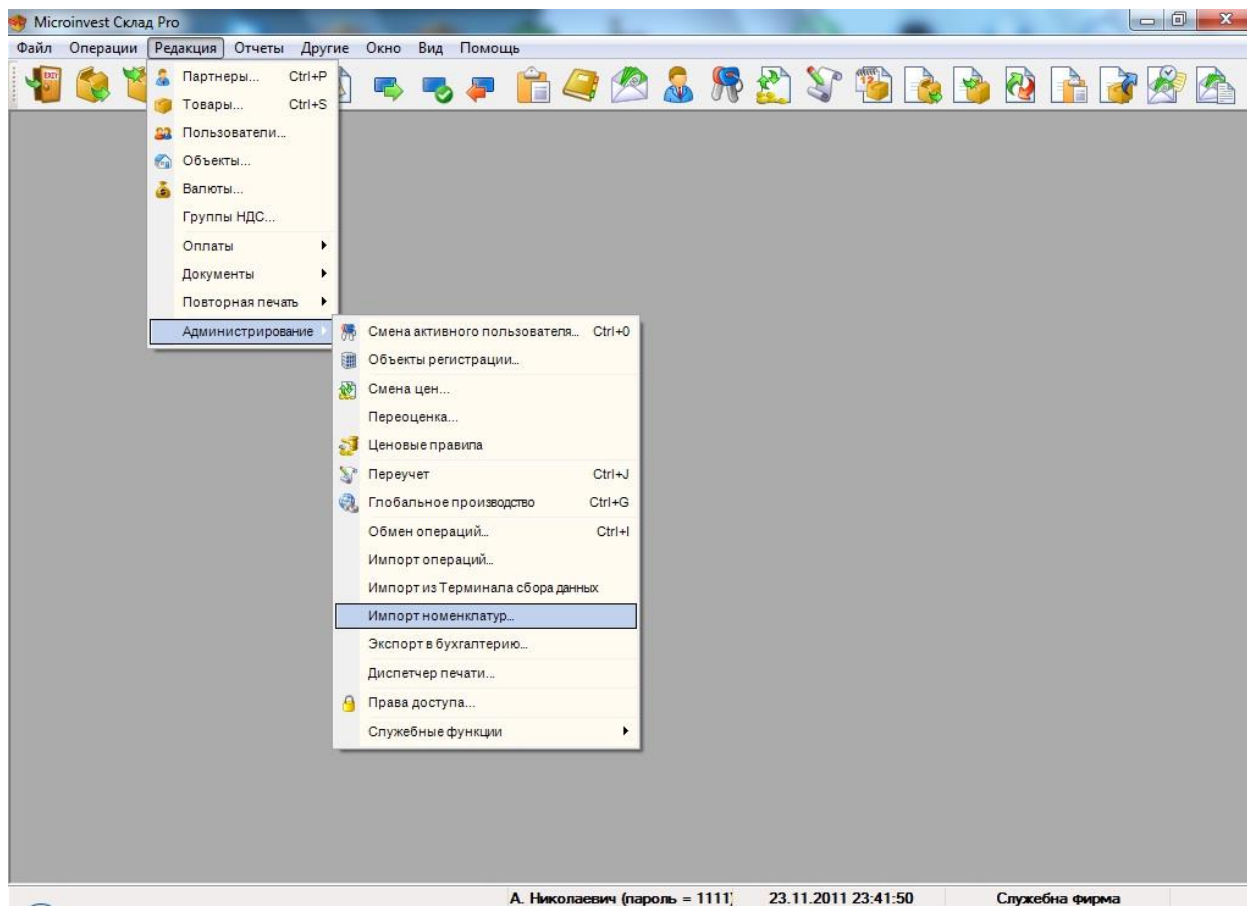 Microinvest Склад Pro
Файл Операции Редакция Отчеты Другие Окно Вид Помощь
Партнеры... Ctrl+P
Товары... Ctrl+S
Пользователи...
Объекты...
Валюты...
Группы НДС...
Оплаты
Документы
Повторная печать
Администрирование
Смена активного пользователя... Ctrl+0
Объекты регистрации...
Смена цен...
Переоценка...
Ценовые правила
Переучет Ctrl+J
Глобальное производство Ctrl+G
Обмен операций... Ctrl+I
Импорт операций...
Импорт из Терминала сбора данных
Импорт номенклатур...
Экспорт в бухгалтерию...
Диспетчер печати...
Права доступа...
Служебные функции
А. Николаевич (пароль = 1111) 23.11.2011 23:41:50 Служебна фирма